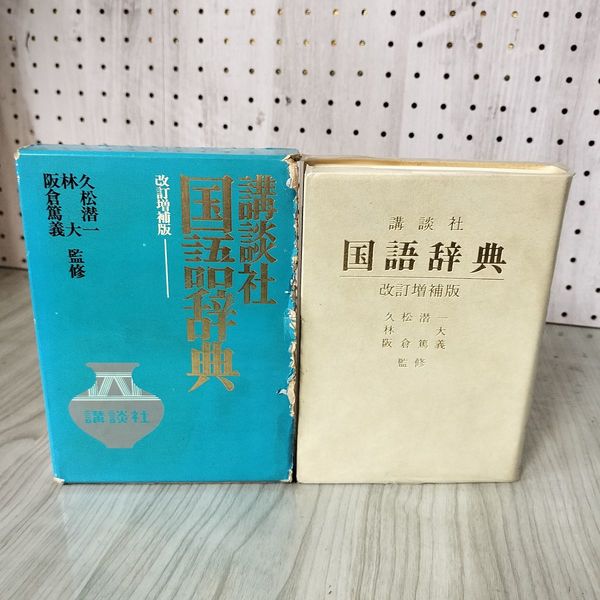 講談社
国語辞典
改訂増補版
久松潜一
林 大
阪倉篤義
監修
講談社
講談社
国語辞典
改訂増補版
久松潜一
林 大
阪倉篤義
監修